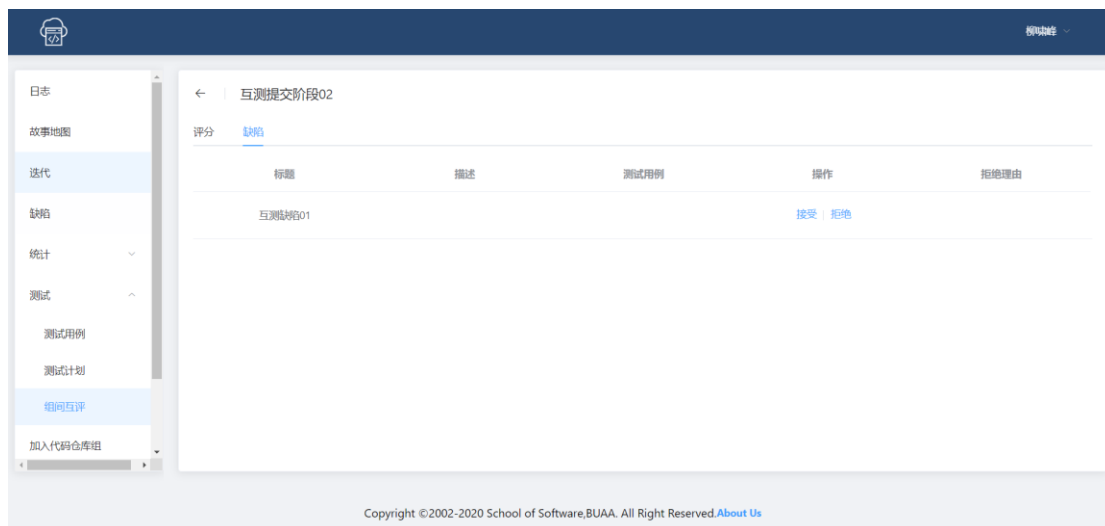 柳啸峰
日志
故事地图
迭代
缺陷
统计
测试
测试用例
测试计划
组间互评
加入代码仓库组
互测提交阶段02
评分 缺陷
标题 描述 测试用例 操作 拒绝理由
互测缺陷01 接受 拒绝
Copyright ©2002-2020 School of Software,BUAA. All Right Reserved.About Us